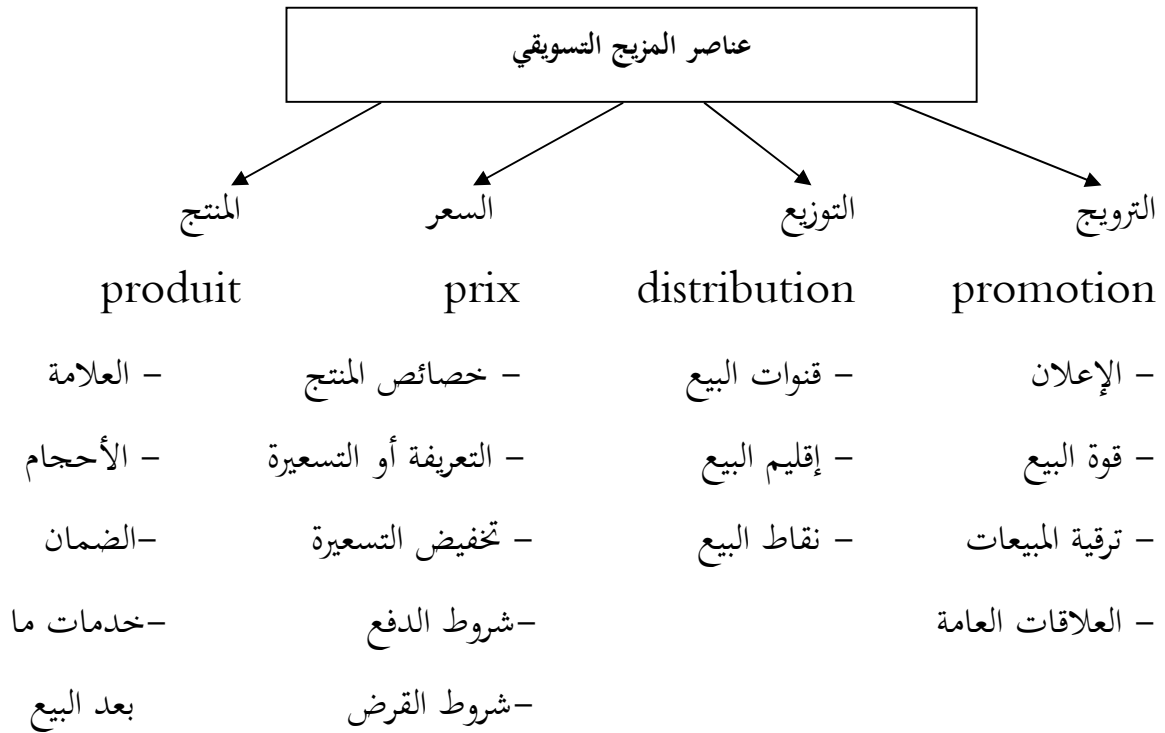 عناصر المزيج التسويقي
الترويج
التوزيع
السعر
المنتج
promotion
distribution
prix
produit
– الإعلان
– قنوات البيع
– خصائص المنتج
– العلامة
– قوة البيع
– إقليم البيع
– التعريفة أو التسعيرة
– الأحجام
– ترقية المبيعات
– نقاط البيع
– تخفيض التسعيرة
–الضمان
– العلاقات العامة
–شروط الدفع
–خدمات ما
–شروط القرض
بعد البيع